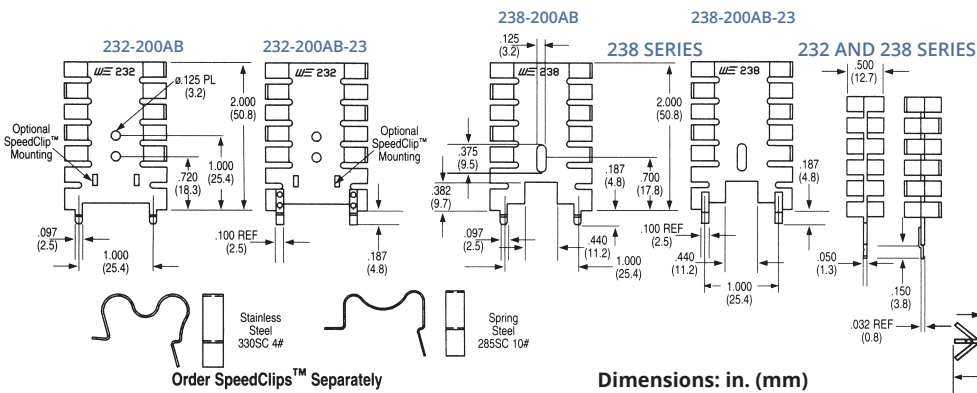 232-200AB
232-200AB-23
238-200AB
238-200AB-23
238 SERIES
232 AND 238 SERIES
232
ø.125 PL
(3.2)
Optional
SpeedClip™
Mounting
2.000
(50.8)
1.000
(25.4)
.720
(18.3)
.097
(2.5)
1.000
(25.4)
232
Optional
SpeedClip™
Mounting
.100 REF
(2.5)
.187
(4.8)
.125
(3.2)
238
.375
(9.5)
.382
(9.7)
2.000
(50.8)
.187
(4.8)
.700
(17.8)
.097
(2.5)
.440
(11.2)
1.000
(25.4)
238
.187
(4.8)
.100 REF
(2.5)
.440
(11.2)
1.000
(25.4)
.500
(12.7)
.050
(1.3)
.150
(3.8)
.032 REF
(0.8)
Stainless
Steel
330SC 4#
Spring
Steel
285SC 10#
Order SpeedClips™ Separately
Dimensions: in. (mm)